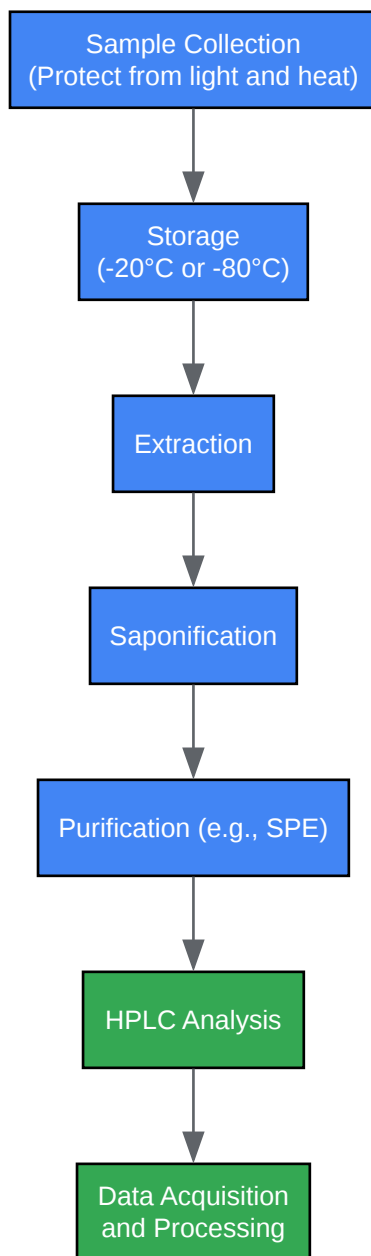 Sample Collection
(Protect from light and heat)
Storage
(-20°C or -80°C)
Extraction
Saponification
Purification (e.g., SPE)
HPLC Analysis
Data Acquisition
and Processing